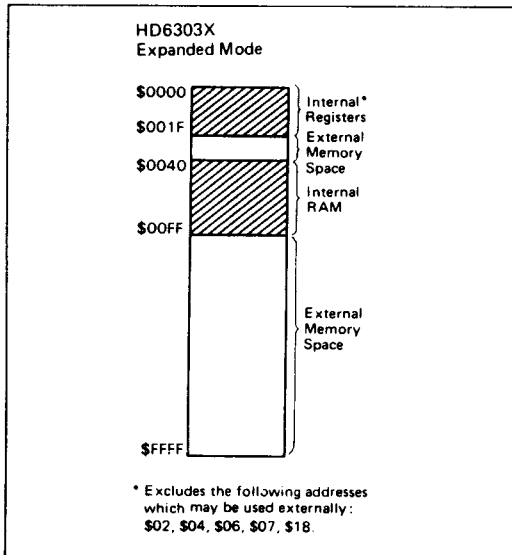 HD6303X
Expanded Mode
$0000
Internal*
Registers
$001F
External
Memory
Space
$0040
Internal
RAM
$00FF
External
Memory
Space
$FFFF
* Excludes the following addresses
which may be used externally:
$02, $04, $06, $07, $18.